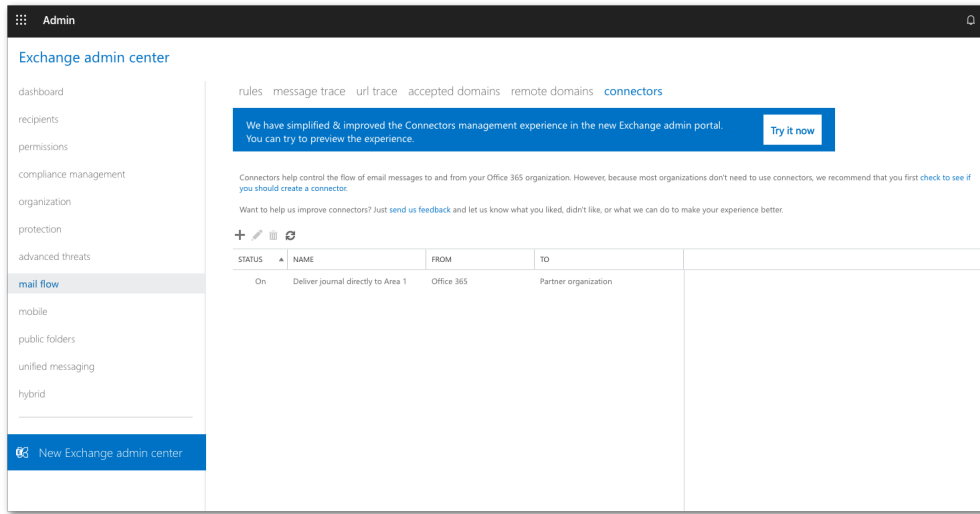 Admin
Exchange admin center
dashboard
recipients
permissions
compliance management
organization
protection
advanced threats
mail flow
mobile
public folders
unified messaging
hybrid
New Exchange admin center
rules message trace url trace accepted domains remote domains connectors
We have simplified & improved the Connectors management experience in the new Exchange admin portal.
You can try to preview the experience.
Try it now
Connectors help control the flow of email messages to and from your Office 365 organization. However, because most organizations don't need to use connectors, we recommend that you first check to see if
you should create a connector.
Want to help us improve connectors? Just send us feedback and let us know what you liked, didn't like, or what we can do to make your experience better.
STATUS NAME FROM TO
On Deliver journal directly to Area 1 Office 365 Partner organization